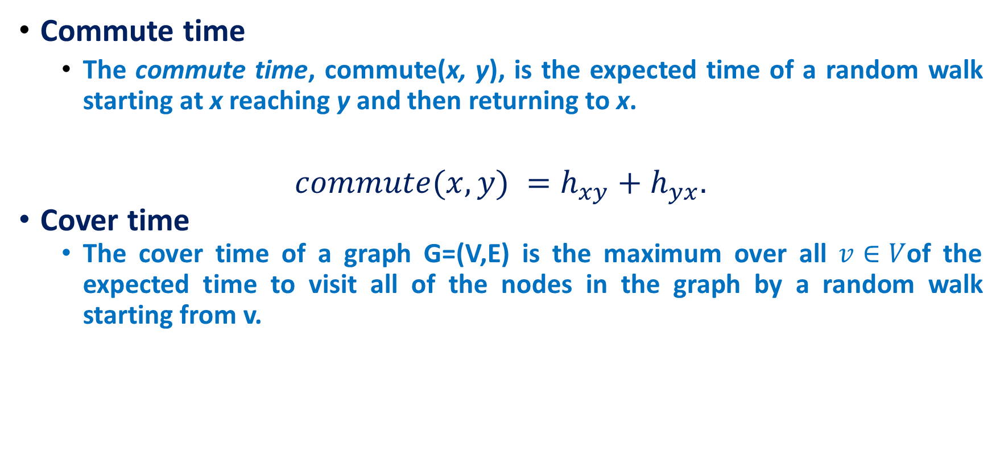 • Commute time
• The commute time, commute(x, y), is the expected time of a random walk
starting at x reaching y and then returning to x.
commute(x, y) = h_{xy} + h_{yx}.
• Cover time
• The cover time of a graph G=(V,E) is the maximum over all v ∈ Vof the
expected time to visit all of the nodes in the graph by a random walk
starting from v.